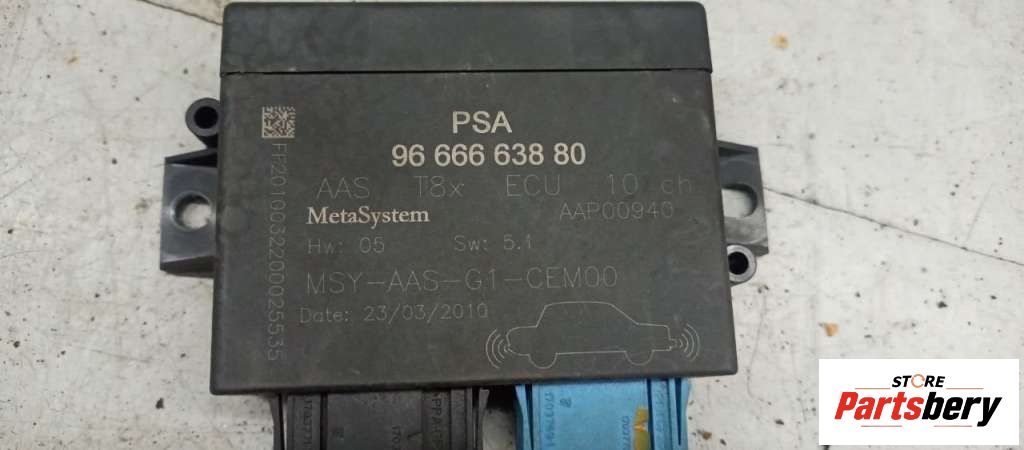 PSA
96 666 638 80
AAS T8x ECU 10 ch
MetaSystem AAP00940
Hw: 05 Sw: 5.1
MSY-AAS-G1-CEM00
Date: 23/03/2010
STORE
Partsbery